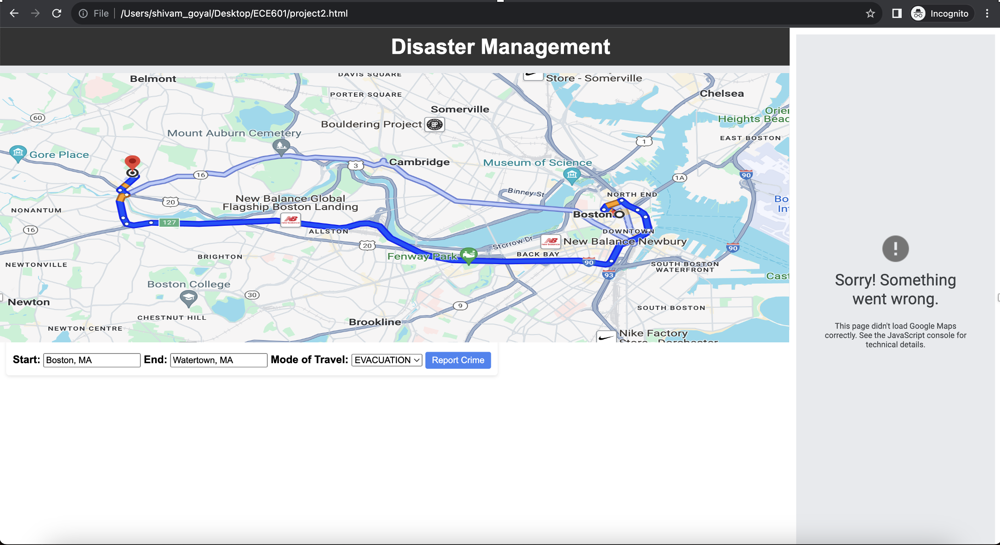 File
/Users/shivam_goyal/Desktop/ECE601/project2.html
Incognito
Disaster Management
Belmont
DAVIS SQUARE
Store - Somerville
PORTER SQUARE
Chelsea
Somerville
Orien
Heights Beac
60
Bouldering Project
Mount Auburn Cemetery
EAST BOSTON
1
Gore Place
3
Cambridge
Museum of Science
16
90
1A
Binney St
NORTH END
New Balance Global
Flagship Boston Landing
20
Bo
Int
NONANTUM
Boston
new balance
127
16
ALLSTON
DOWNTOWN
Storrow Dr
new balance
New Balance Newbury
20
90
Fenway Park
BACK BAY
BRIGHTON
90
NEWTONVILLE
SOUTH BOSTON
WATERFRONT
93
Cast
Boston College
30
Newton
9
SOUTH BOSTON
CHESTNUT HILL
Brookline
NEWTON CENTRE
Nike Factory
Store - Dorchester
Start:
Boston, MA
End:
Watertown, MA
Mode of Travel:
EVACUATION
Report Crime
Sorry! Something
went wrong.
This page didn't load Google Maps
correctly. See the JavaScript console for
technical details.